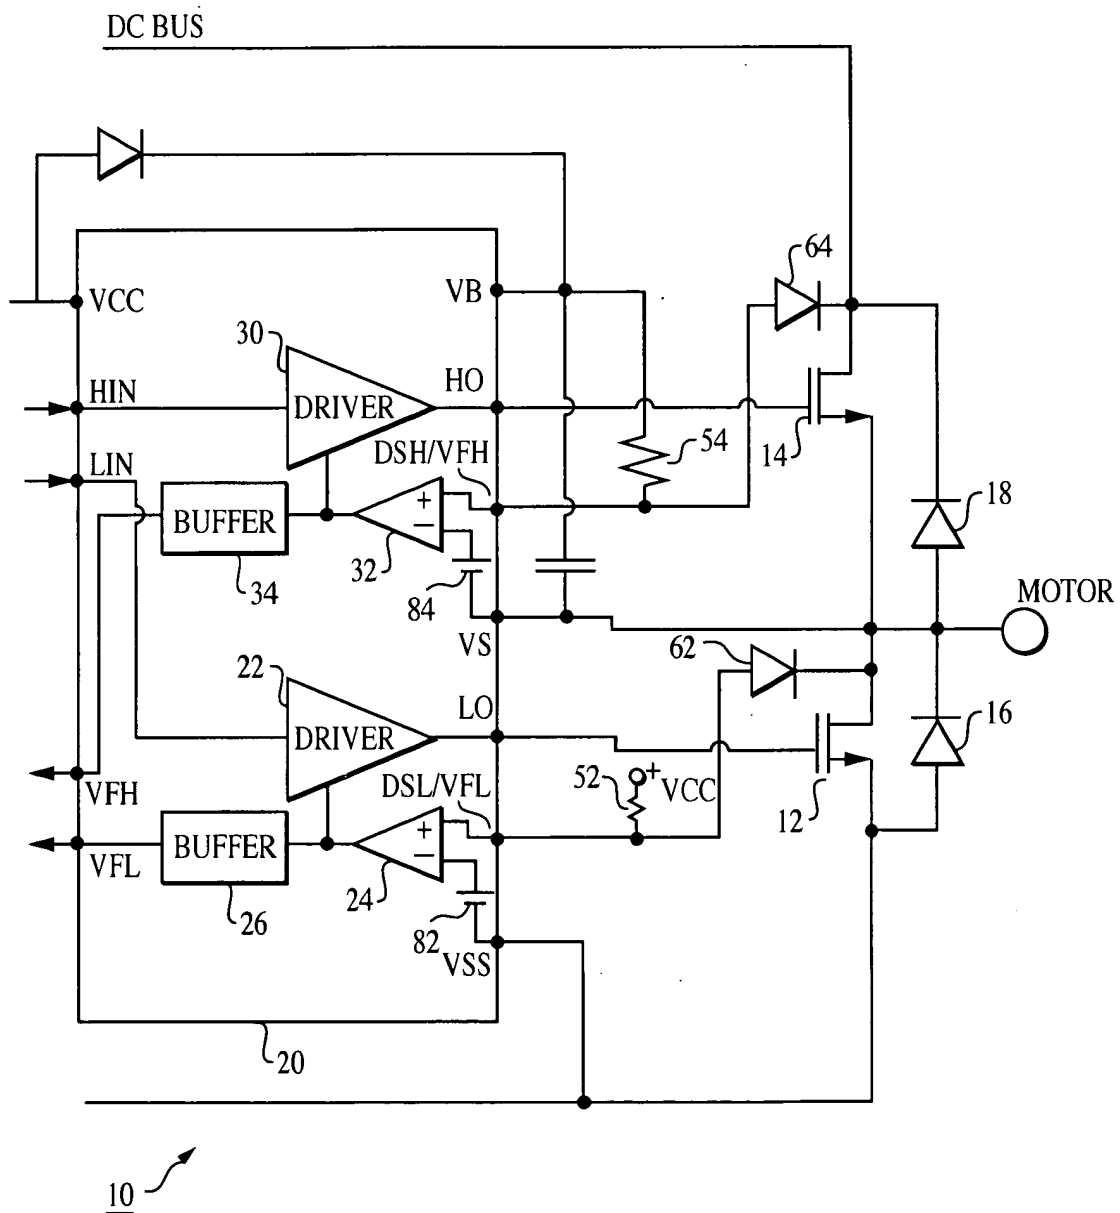 DC BUS
64
VCC
VB
30
HIN
DRIVER
HO
14
54
DSH/VFH
LIN
BUFFER
+
−
32
34
84
18
MOTOR
VS
62
22
DRIVER
LO
16
52
+
VCC
12
VFH
DSL/VFL
BUFFER
+
−
VFL
24
26
82
VSS
20
10